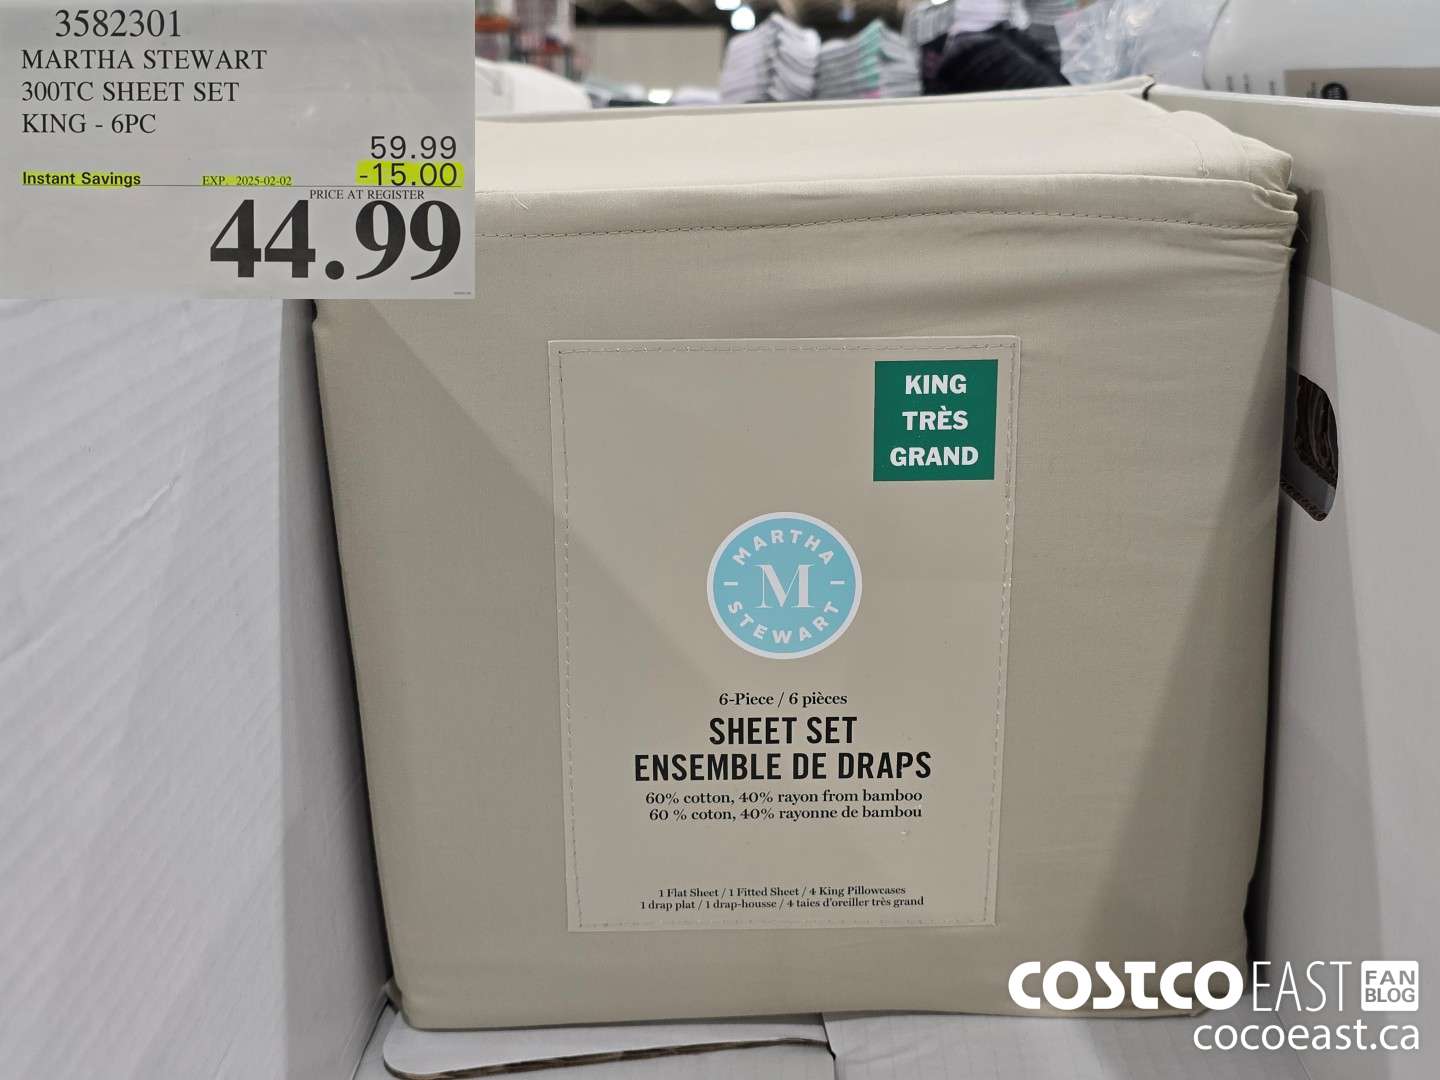 3582301
MARTHA STEWART
300TC SHEET SET
KING - 6PC
59.99
Instant Savings EXP. 2025-02-02 -15.00
PRICE AT REGISTER
44.99
KING
TRÈS
GRAND
MARTHA
M
STEWART
6-Piece / 6 pièces
SHEET SET
ENSEMBLE DE DRAPS
60% cotton, 40% rayon from bamboo
60 % coton, 40% rayonne de bambou
1 Flat Sheet / 1 Fitted Sheet / 4 King Pillowcases
1 drap plat / 1 drap-housse / 4 taies d'oreiller très grand
COSTCO EAST FAN BLOG
cocoeast.ca